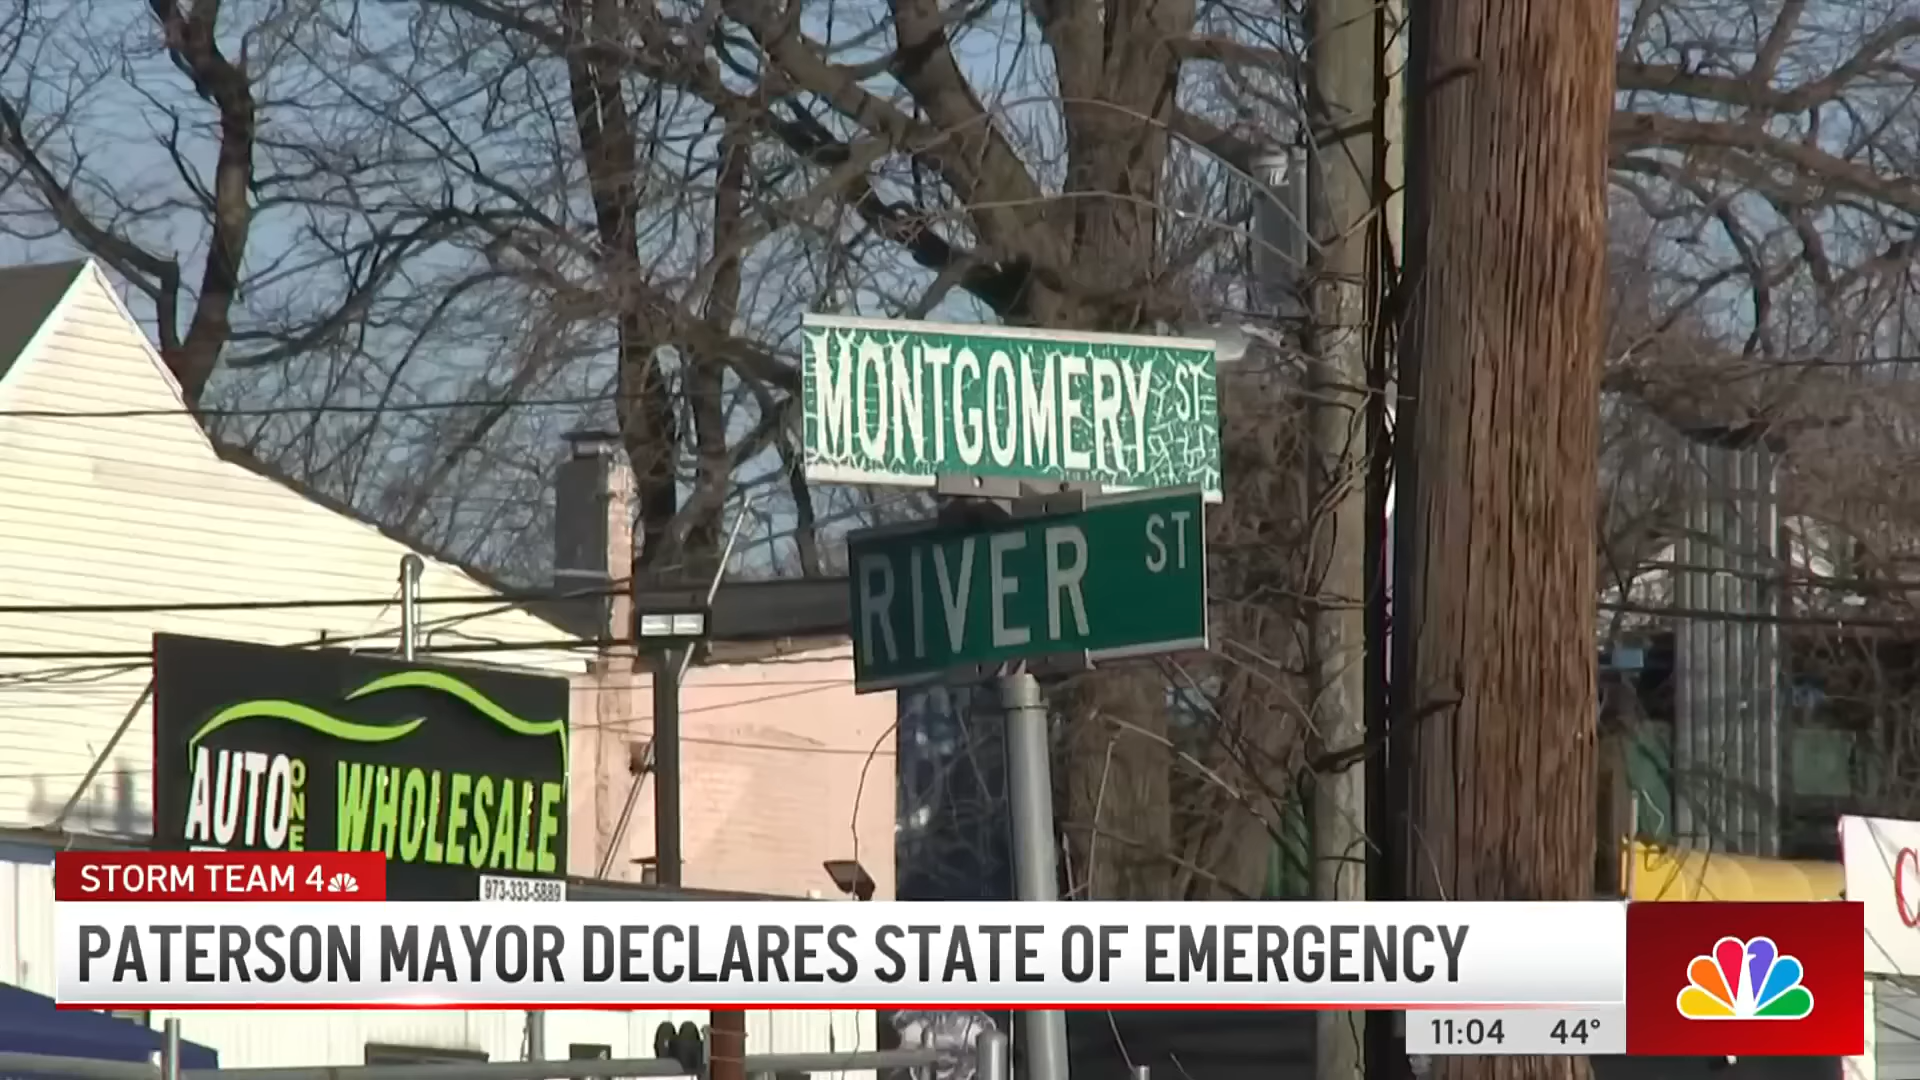 MONTGOMERY ST
RIVER ST
AUTO ONE WHOLESALE
973-333-5889
STORM TEAM 4
PATERSON MAYOR DECLARES STATE OF EMERGENCY
11:04 44°